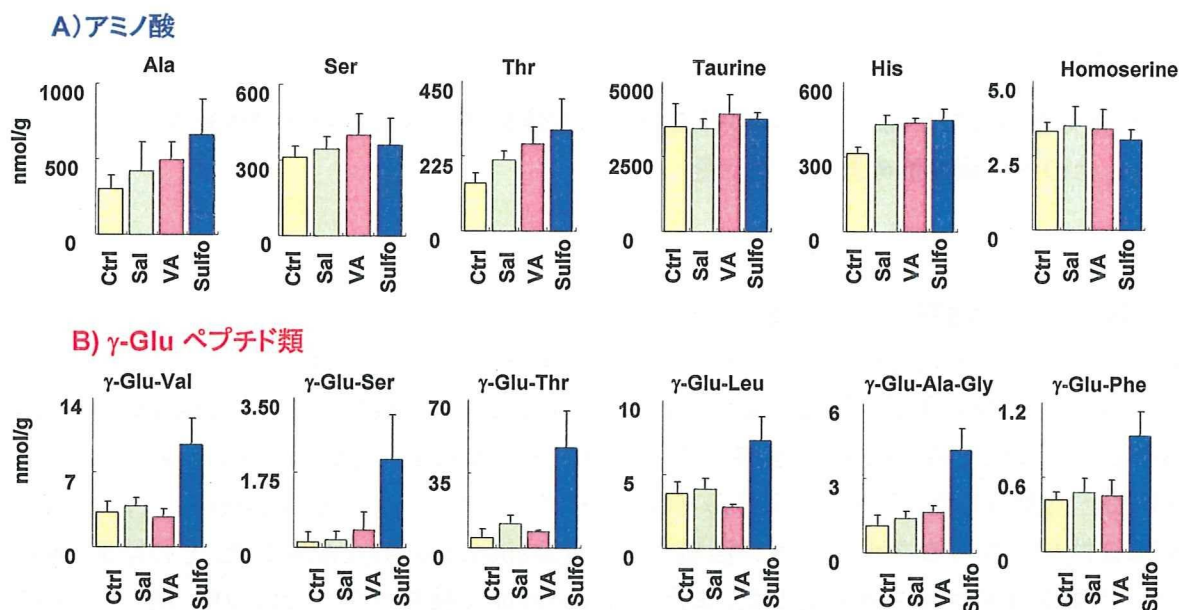 A)アミノ酸
Ala Ser Thr Taurine His Homoserine
nmol/g
1000 500 0
600 300 0
450 225 0
5000 2500 0
600 300 0
5.0 2.5 0
Ctrl Sal VA Sulfo Ctrl Sal VA Sulfo Ctrl Sal VA Sulfo Ctrl Sal VA Sulfo Ctrl Sal VA Sulfo Ctrl Sal VA Sulfo
B) γ-Glu ペプチド類
γ-Glu-Val γ-Glu-Ser γ-Glu-Thr γ-Glu-Leu γ-Glu-Ala-Gly γ-Glu-Phe
nmol/g
14 7 0
3.50 1.75 0
70 35 0
10 5 0
6 3 0
1.2 0.6 0
Ctrl Sal VA Sulfo Ctrl Sal VA Sulfo Ctrl Sal VA Sulfo Ctrl Sal VA Sulfo Ctrl Sal VA Sulfo Ctrl Sal VA Sulfo